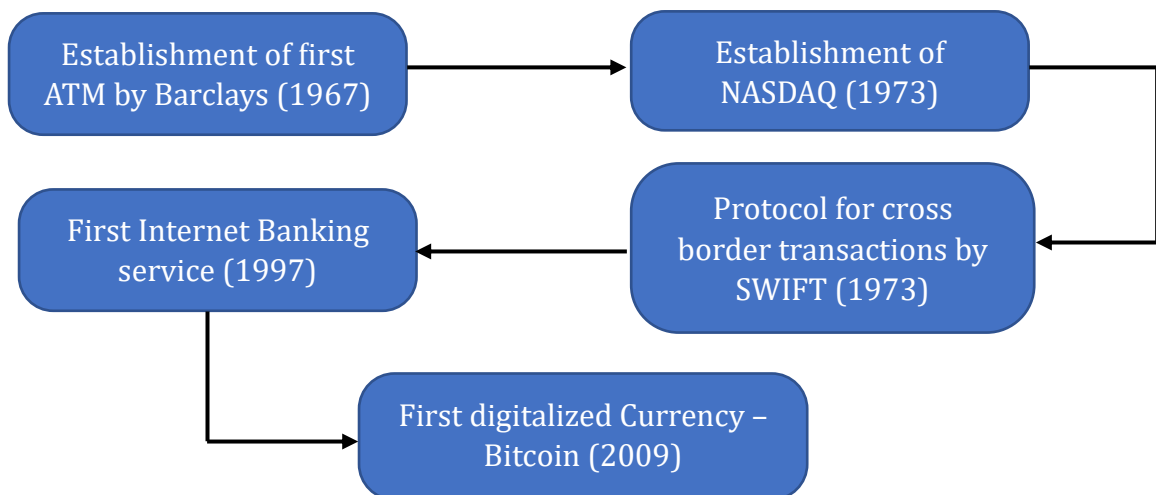 Establishment of first
ATM by Barclays (1967)
Establishment of
NASDAQ (1973)
Protocol for cross
border transactions by
SWIFT (1973)
First Internet Banking
service (1997)
First digitalized Currency –
Bitcoin (2009)